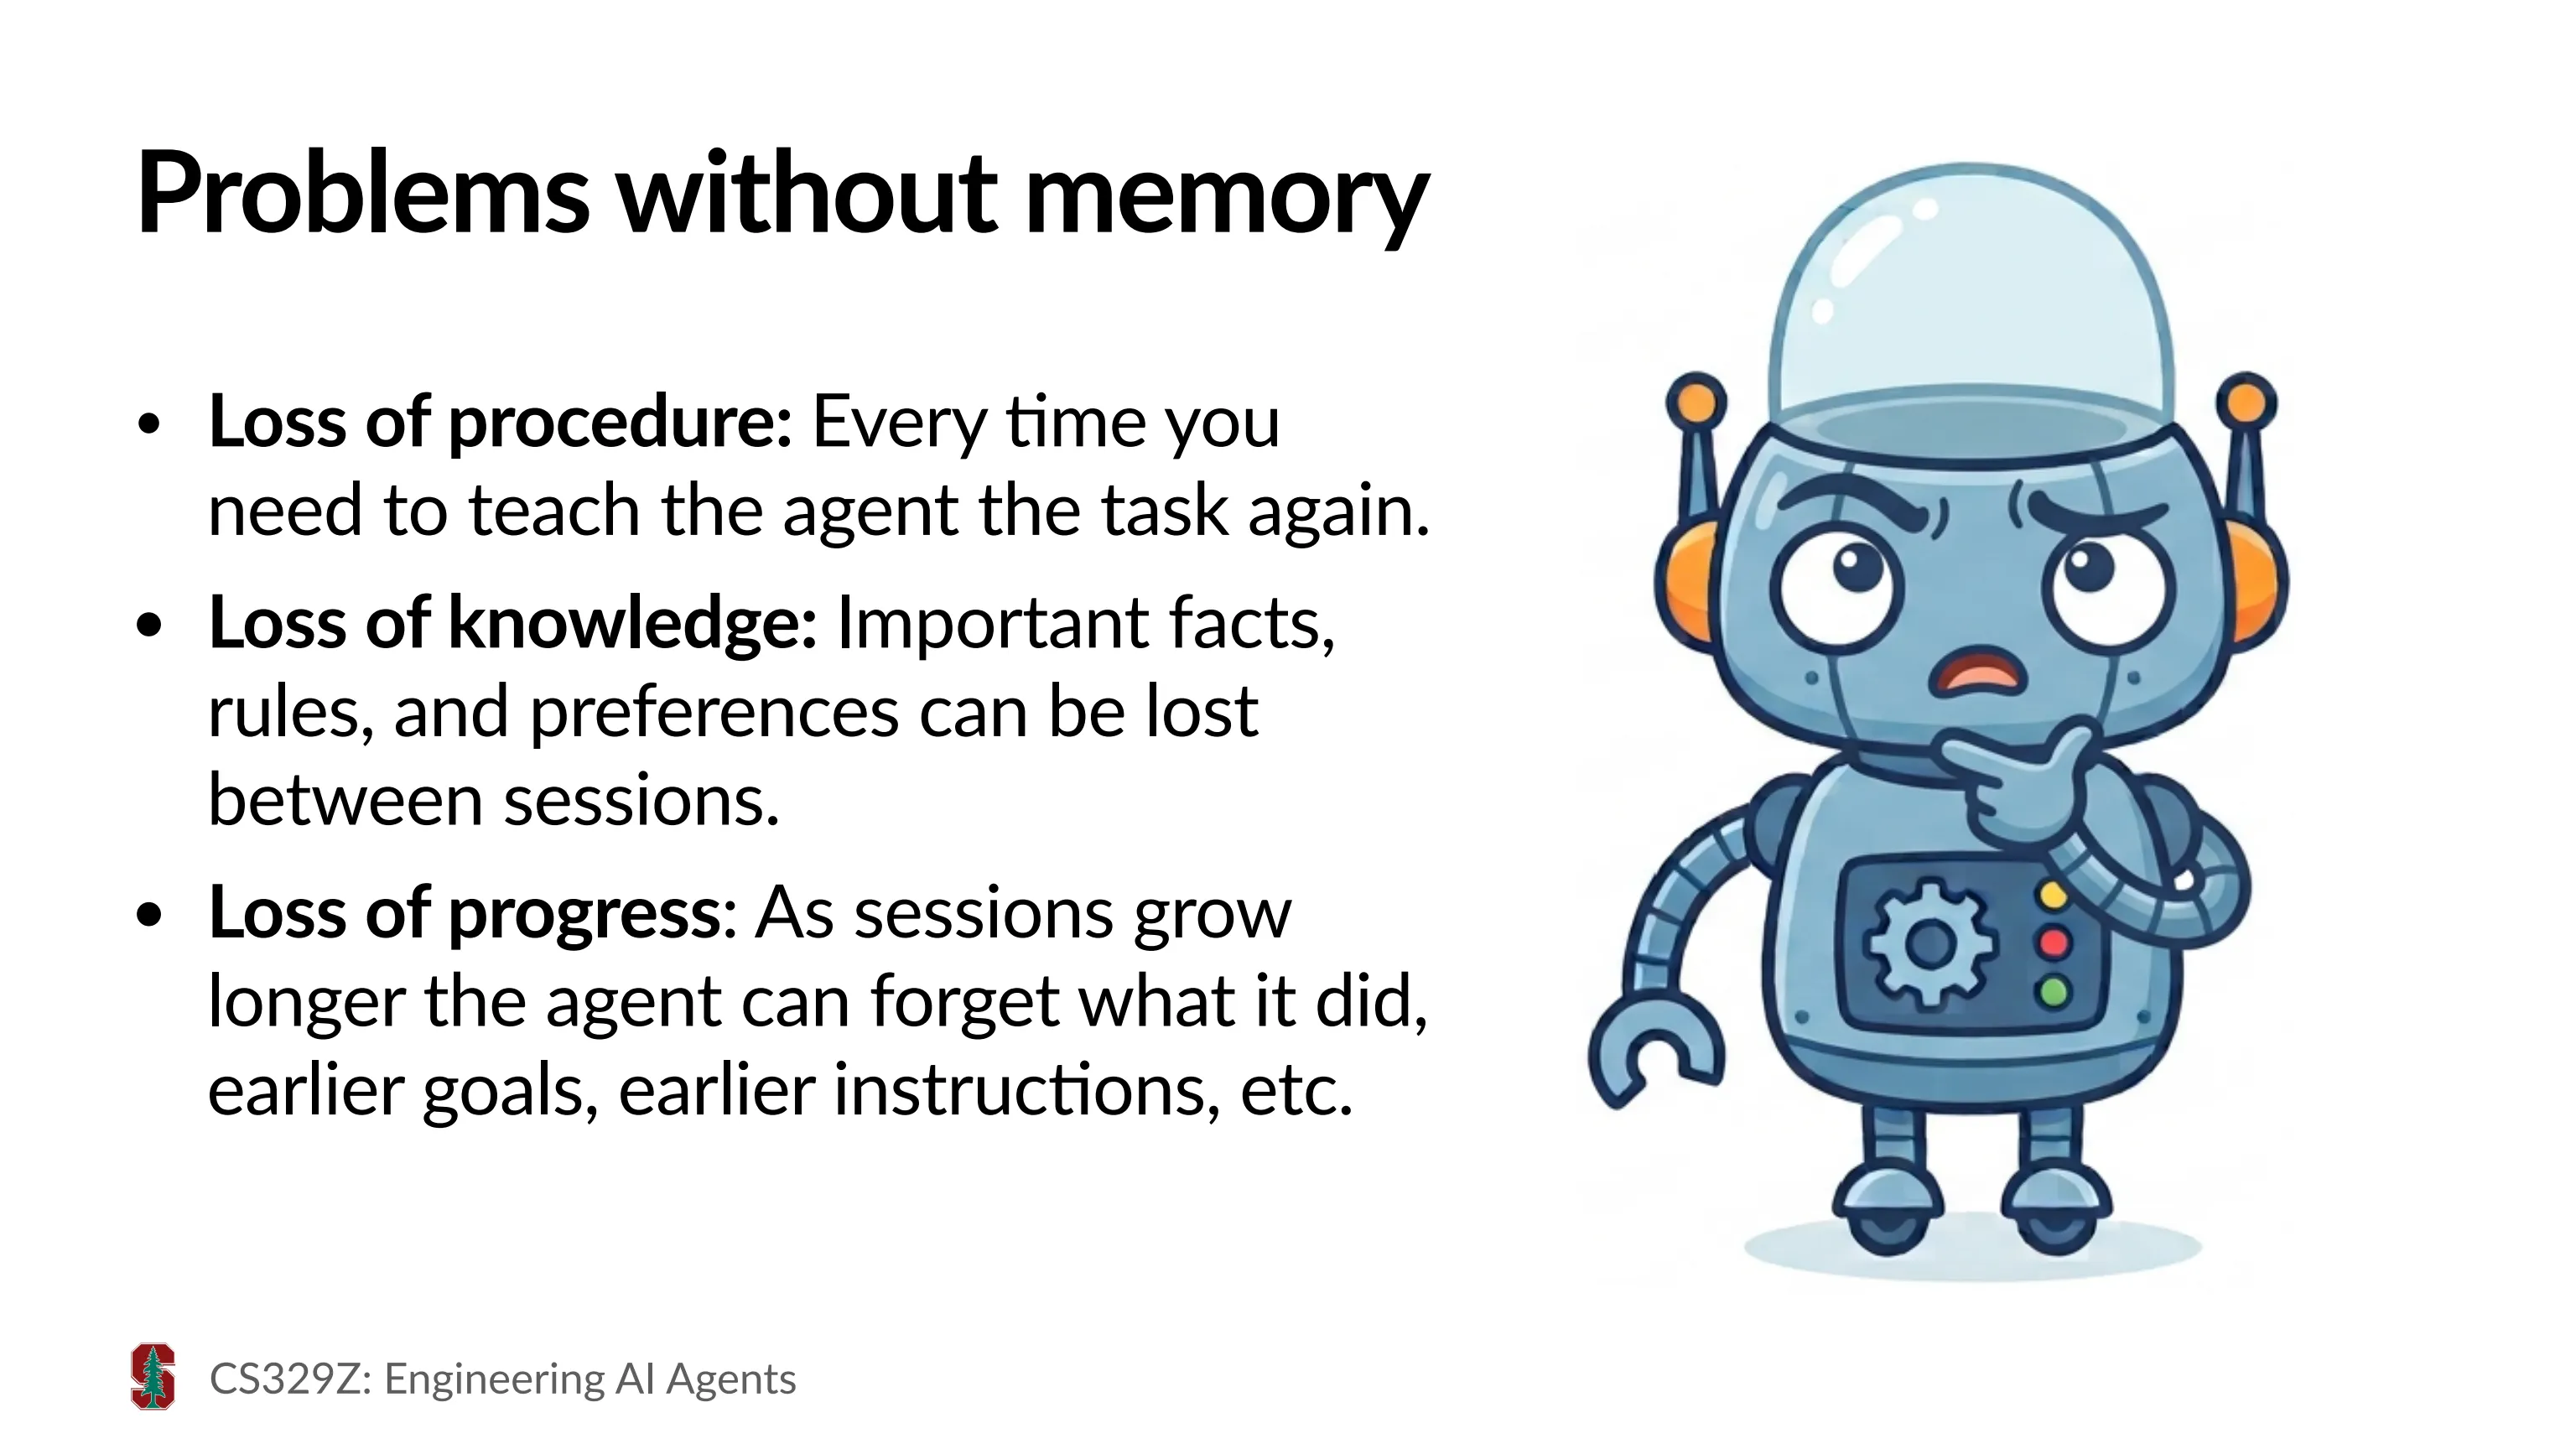 Problems without memory
• Loss of procedure: Every time you
need to teach the agent the task again.
• Loss of knowledge: Important facts,
rules, and preferences can be lost
between sessions.
• Loss of progress: As sessions grow
longer the agent can forget what it did,
earlier goals, earlier instructions, etc.
S CS329Z: Engineering AI Agents